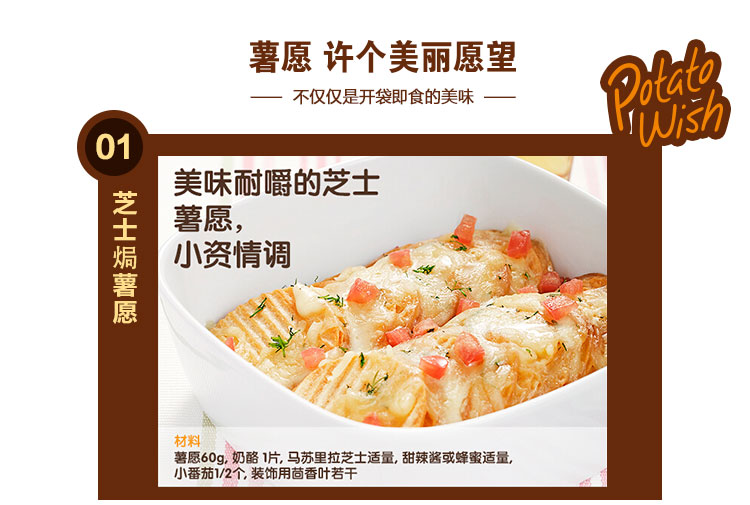 薯愿 许个美丽愿望
不仅仅是开袋即食的美味
Potato
Wish
01
芝士焗薯愿
美味耐嚼的芝士
薯愿，
小资情调
材料
薯愿60g, 奶酪 1片, 马苏里拉芝士适量, 甜辣酱或蜂蜜适量,
小番茄1/2个, 装饰用茴香叶若干